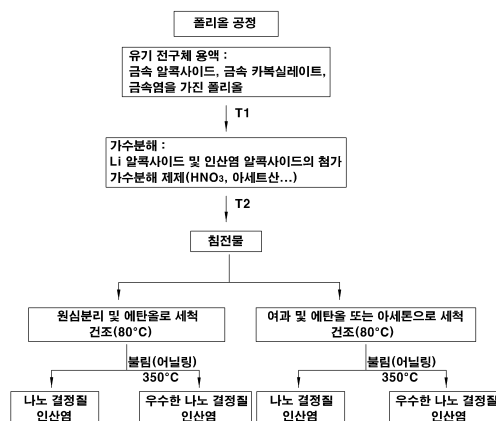 폴리올 공정
유기 전구체 용액 :
금속 알콕사이드, 금속 카복실레이트,
금속염을 가진 폴리올
T1
가수분해 :
Li 알콕사이드 및 인산염 알콕사이드의 첨가
가수분해 제제(HNO₃, 아세트산...)
T2
침전물
원심분리 및 에탄올로 세척
건조(80°C)
여과 및 에탄올 또는 아세톤으로 세척
건조(80°C)
불림(어닐링)
350°C
불림(어닐링)
350°C
나노 결정질
인산염
우수한 나노 결정질
인산염
나노 결정질
인산염
우수한 나노 결정질
인산염